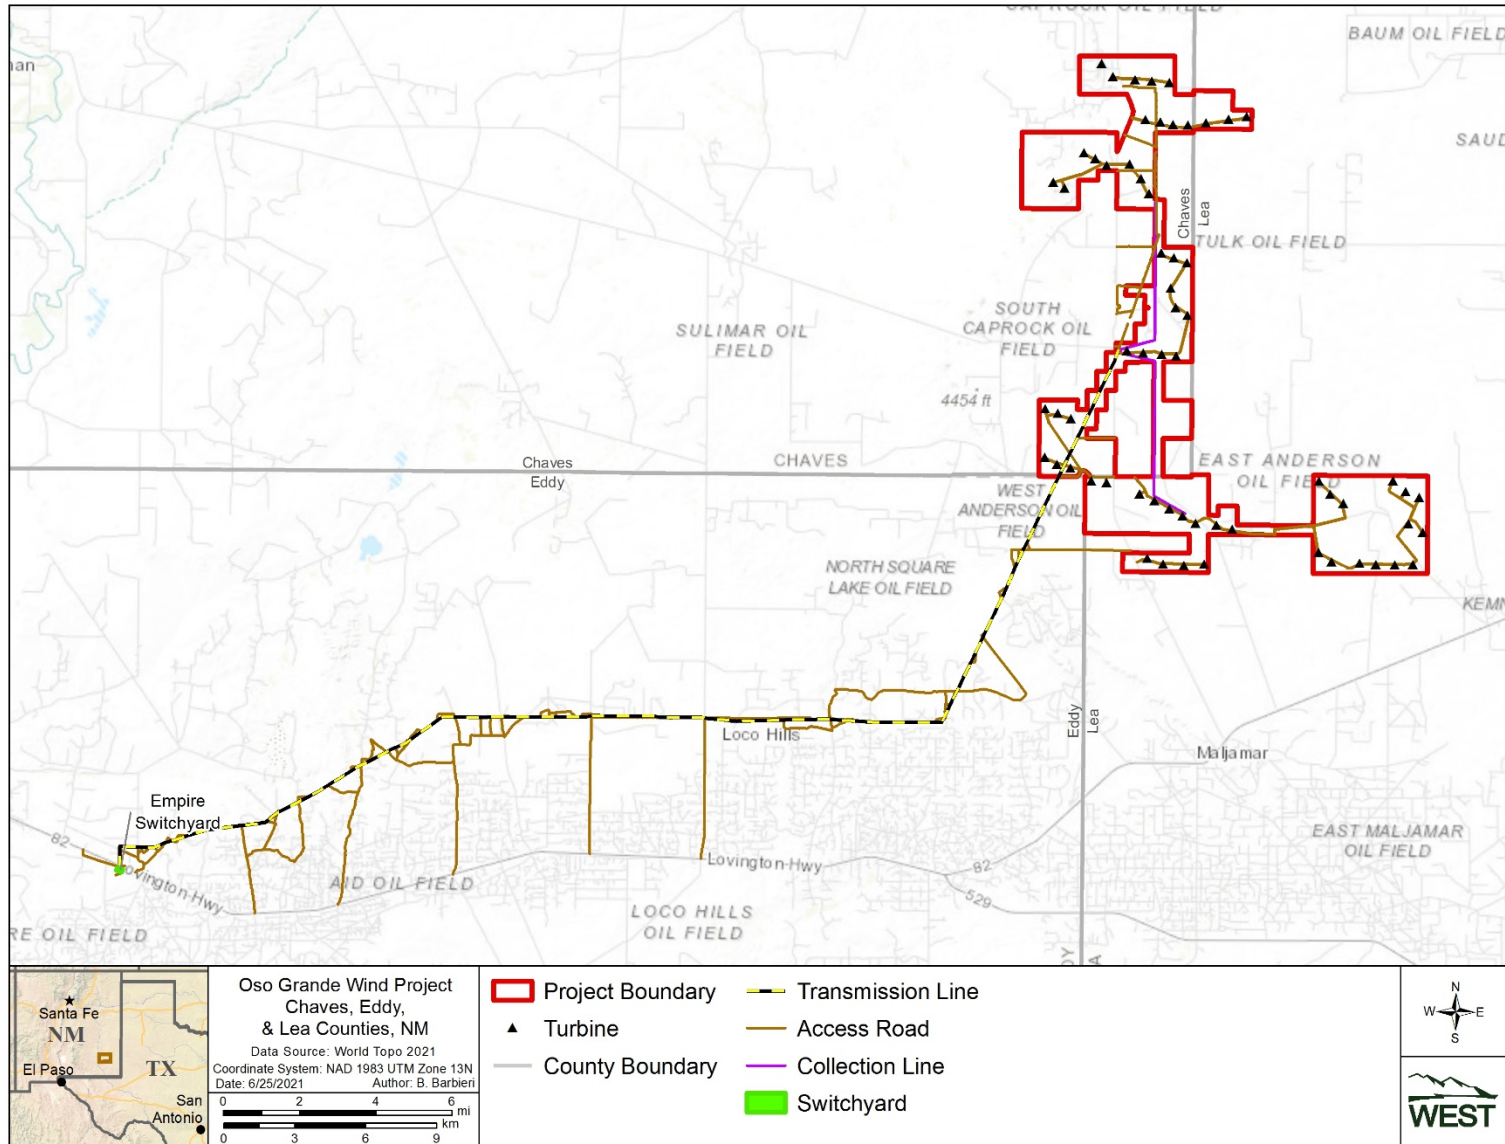 CAPROCK OIL FIELD
BAUM OIL FIELD
SAUD
Chaves
Lea
TULK OIL FIELD
SOUTH
CAPROCK OIL
FIELD
SULIMAR OIL
FIELD
4454 ft
Chaves
Eddy
CHAVES
EAST ANDERSON
OIL FIELD
WEST
ANDERSON OIL
FIELD
NORTH SQUARE
LAKE OIL FIELD
KEMN
Eddy
Lea
Loco Hills
Maljamar
Empire
Switchyard
82
Lovington-Hwy
Lovington-Hwy
82
529
EAST MALJAMAR
OIL FIELD
AID OIL FIELD
LOCO HILLS
OIL FIELD
RE OIL FIELD
Santa Fe
NM
El Paso
TX
San
Antonio
Oso Grande Wind Project
Chaves, Eddy,
& Lea Counties, NM
Data Source: World Topo 2021
Coordinate System: NAD 1983 UTM Zone 13N
Date: 6/25/2021 Author: B. Barbieri
0 2 4 6
mi
km
0 3 6 9
Project Boundary
Turbine
County Boundary
Transmission Line
Access Road
Collection Line
Switchyard
N
W E
S
WEST